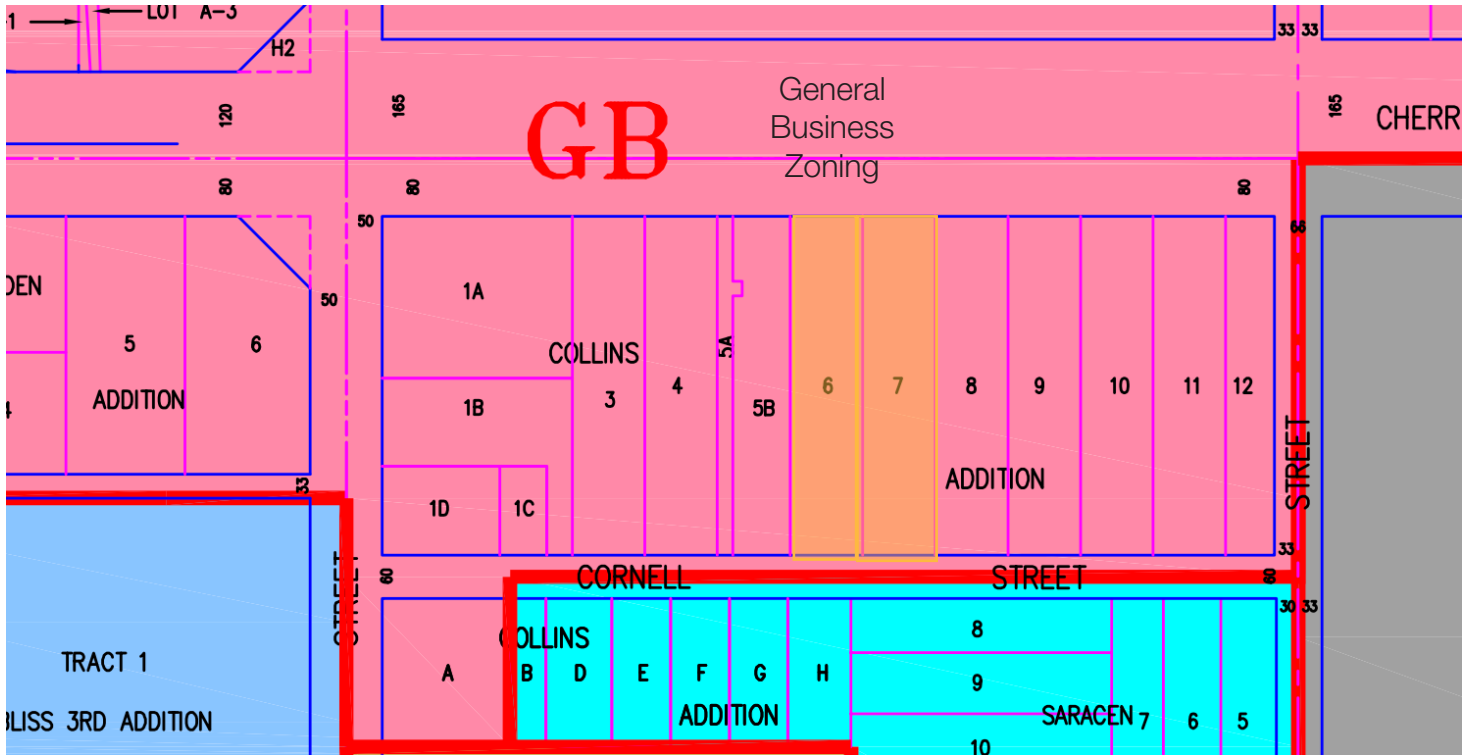 -1
LOT A-3
H2
33
33
120
165
GB
General
Business
Zoning
165
CHERR
80
80
80
50
68
50
DEN
5
6
ADDITION
4
1A
COLLINS
1B
1D
1C
3
4
5A
5B
6
7
8
9
10
11
12
ADDITION
STREET
33
33
60
CORNELL
STREET
60
STREET
30
33
TRACT 1
BLISS 3RD ADDITION
COLLINS
A
B
D
E
F
G
H
ADDITION
8
9
10
SARACEN
7
6
5